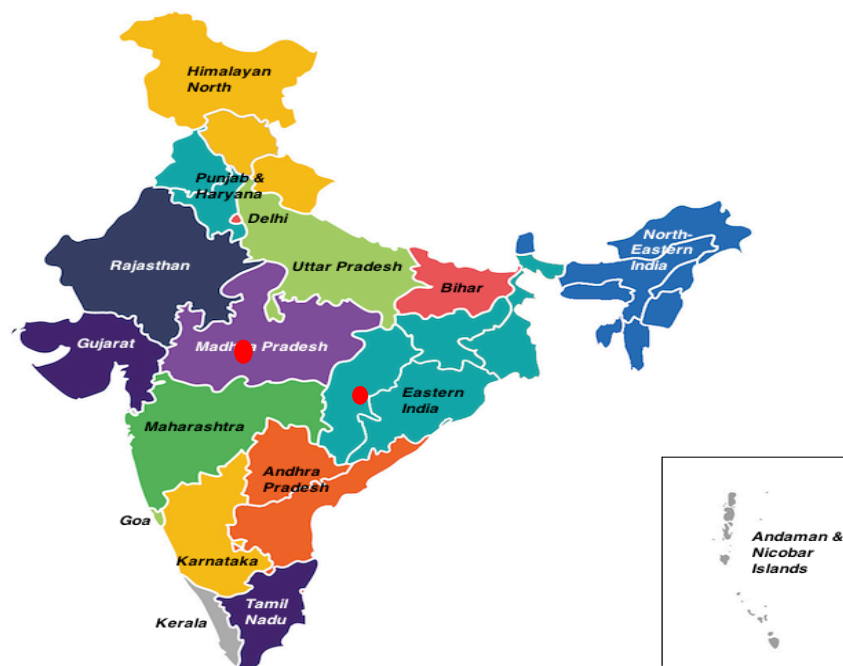 Himalayan
North
Punjab &
Haryana
Delhi
Rajasthan
Uttar Pradesh
Bihar
North-
Eastern
India
Gujarat
Madhya Pradesh
Eastern
India
Maharashtra
Andhra
Pradesh
Goa
Karnataka
Kerala
Tamil
Nadu
Andaman &
Nicobar
Islands